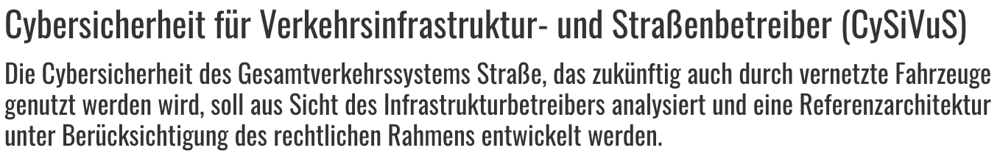 Cybersicherheit für Verkehrsinfrastruktur- und Straßenbetreiber (CySiVuS)
Die Cybersicherheit des Gesamtverkehrssystems Straße, das zukünftig auch durch vernetzte Fahrzeuge
genutzt werden wird, soll aus Sicht des Infrastrukturbetreibers analysiert und eine Referenzarchitektur
unter Berücksichtigung des rechtlichen Rahmens entwickelt werden.